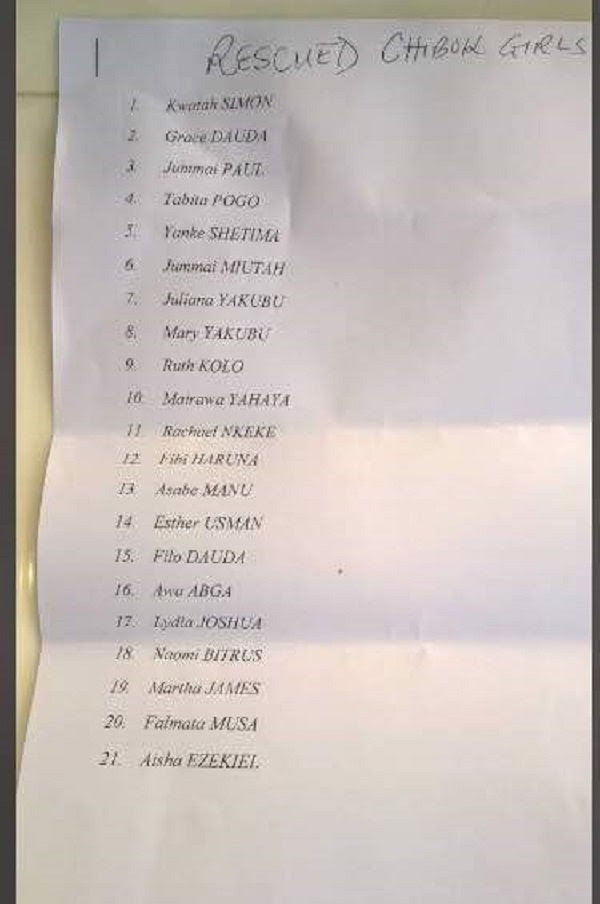 RESCUED CHIBOK GIRLS
1. Kwatah SIMON
2. Grace DAUDA
3. Jummai PAUL
4. Tabita POGO
5. Yanke SHETIMA
6. Jummai MIUTAH
7. Juliana YAKUBU
8. Mary YAKUBU
9. Ruth KOLO
10. Mairawa YAHAYA
11. Rachael NKEKE
12. Fibi HARUNA
13. Asabe MANU
14. Esther USMAN
15. Filo DAUDA
16. Awa ABGA
17. Lydia JOSHUA
18. Naomi BITRUS
19. Martha JAMES
20. Falmata MUSA
21. Aisha EZEKIEL